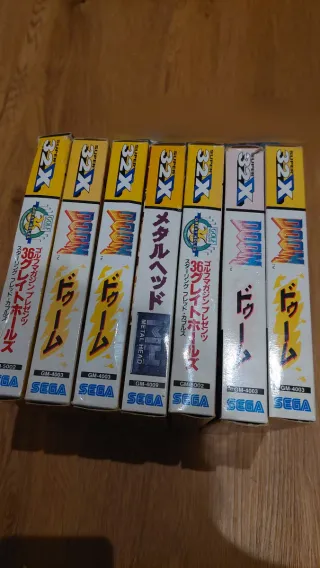 SUPER 32X
ゴルフマガジン プレゼンツ
36グレイトホールズ
スターリング フレッド・カプルス
SUPER 32X
DOOM
ドゥーム
GM-4003
SEGA
SUPER 32X
DOOM
ドゥーム
GM-4003
SEGA
SUPER 32X
メタルヘッド
METAL HEAD
GM-4009
SEGA
SUPER 32X
ゴルフマガジン プレゼンツ
36グレイトホールズ
スターリング フレッド・カプルス
SEGA
SUPER 32X
DOOM
ドゥーム
GM-4003
SEGA
SUPER 32X
DOOM
ドゥーム
GM-4003
SEGA